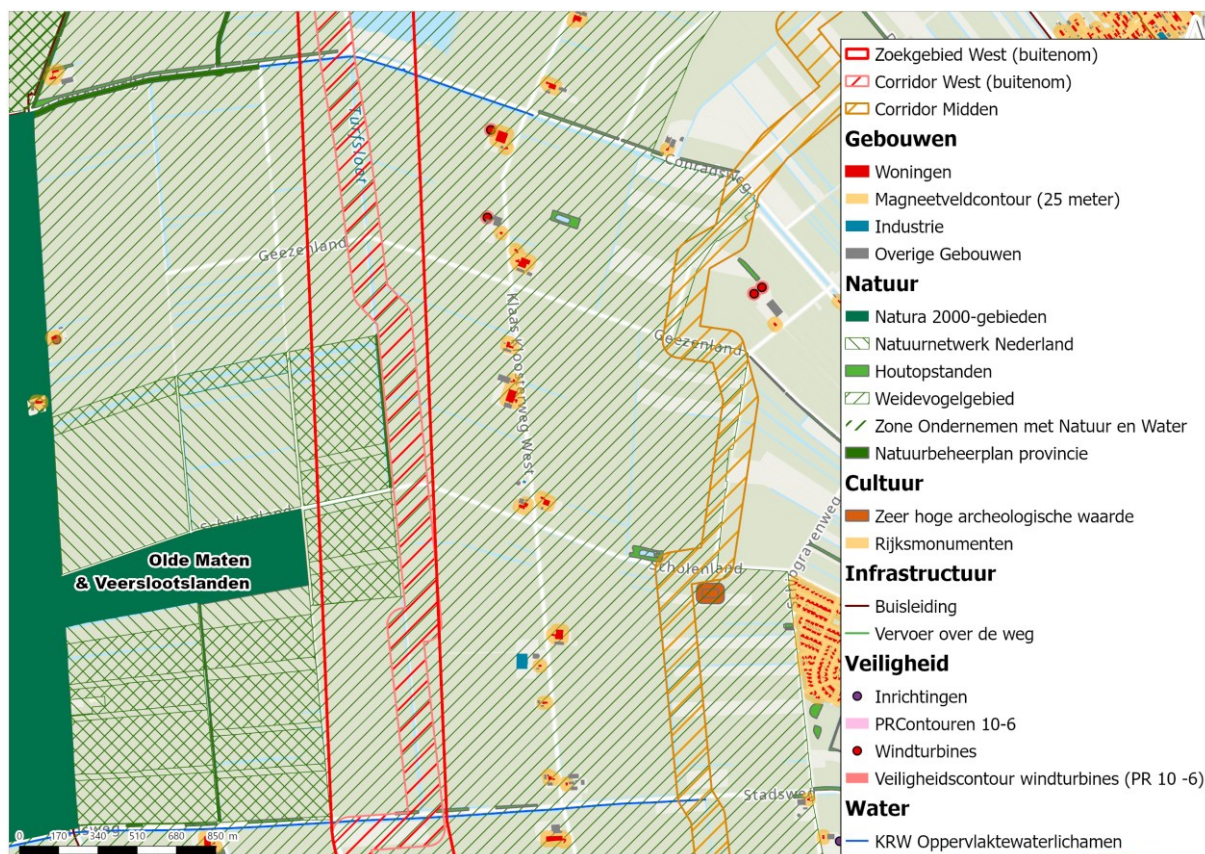 Zoekgebied West (buitenom)
Corridor West (buitenom)
Corridor Midden
Gebouwen
Woningen
Magneetveldcontour (25 meter)
Industrie
Overige Gebouwen
Natuur
Natura 2000-gebieden
Natuurnetwerk Nederland
Houtopstanden
Weidevogelgebied
Zone Ondernemen met Natuur en Water
Natuurbeheerplan provincie
Cultuur
Zeer hoge archeologische waarde
Rijksmonumenten
Infrastructuur
Buisleiding
Vervoer over de weg
Veiligheid
Inrichtingen
PRContouren 10-6
Windturbines
Veiligheidscontour windturbines (PR 10 -6)
Water
KRW Oppervlaktewaterlichamen
Turfsloot
Conradsweg
Geezenland
Klaas Kloosterweg West
Geezenland
Scholenland
Olde Maten
& Veerslootslanden
Stadsweg
0 170 340 510 680 850 m